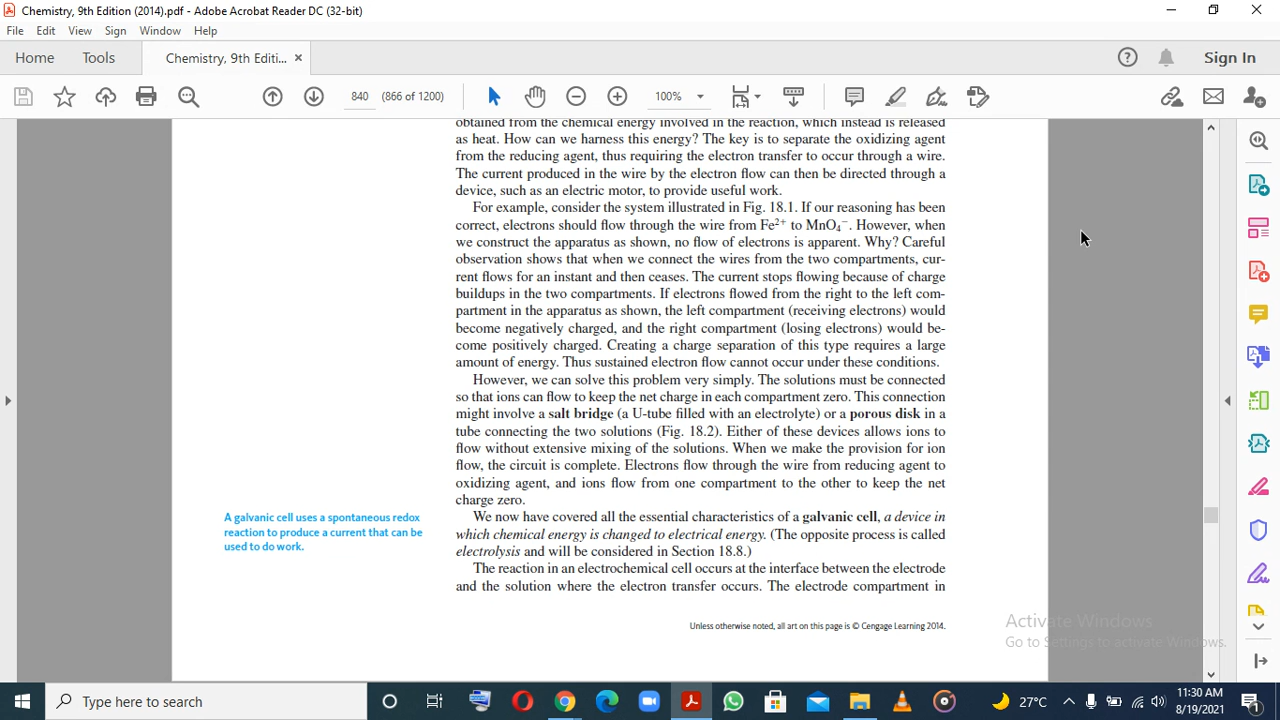 Chemistry, 9th Edition (2014).pdf - Adobe Acrobat Reader DC (32-bit)
File Edit View Sign Window Help
Home Tools Chemistry, 9th Editi... × Sign In
840 (866 of 1200) 100%
obtained from the chemical energy involved in the reaction, which instead is released
as heat. How can we harness this energy? The key is to separate the oxidizing agent
from the reducing agent, thus requiring the electron transfer to occur through a wire.
The current produced in the wire by the electron flow can then be directed through a
device, such as an electric motor, to provide useful work.
For example, consider the system illustrated in Fig. 18.1. If our reasoning has been
correct, electrons should flow through the wire from Fe²⁺ to MnO₄⁻. However, when
we construct the apparatus as shown, no flow of electrons is apparent. Why? Careful
observation shows that when we connect the wires from the two compartments, cur-
rent flows for an instant and then ceases. The current stops flowing because of charge
buildups in the two compartments. If electrons flowed from the right to the left com-
partment in the apparatus as shown, the left compartment (receiving electrons) would
become negatively charged, and the right compartment (losing electrons) would be-
come positively charged. Creating a charge separation of this type requires a large
amount of energy. Thus sustained electron flow cannot occur under these conditions.
However, we can solve this problem very simply. The solutions must be connected
so that ions can flow to keep the net charge in each compartment zero. This connection
might involve a salt bridge (a U-tube filled with an electrolyte) or a porous disk in a
tube connecting the two solutions (Fig. 18.2). Either of these devices allows ions to
flow without extensive mixing of the solutions. When we make the provision for ion
flow, the circuit is complete. Electrons flow through the wire from reducing agent to
oxidizing agent, and ions flow from one compartment to the other to keep the net
charge zero.
A galvanic cell uses a spontaneous redox
reaction to produce a current that can be
used to do work.
We now have covered all the essential characteristics of a galvanic cell, a device in
which chemical energy is changed to electrical energy. (The opposite process is called
electrolysis and will be considered in Section 18.8.)
The reaction in an electrochemical cell occurs at the interface between the electrode
and the solution where the electron transfer occurs. The electrode compartment in
Unless otherwise noted, all art on this page is © Cengage Learning 2014.
Activate Windows
Go to Settings to activate Windows.
Type here to search
27°C
11:30 AM
8/19/2021
1